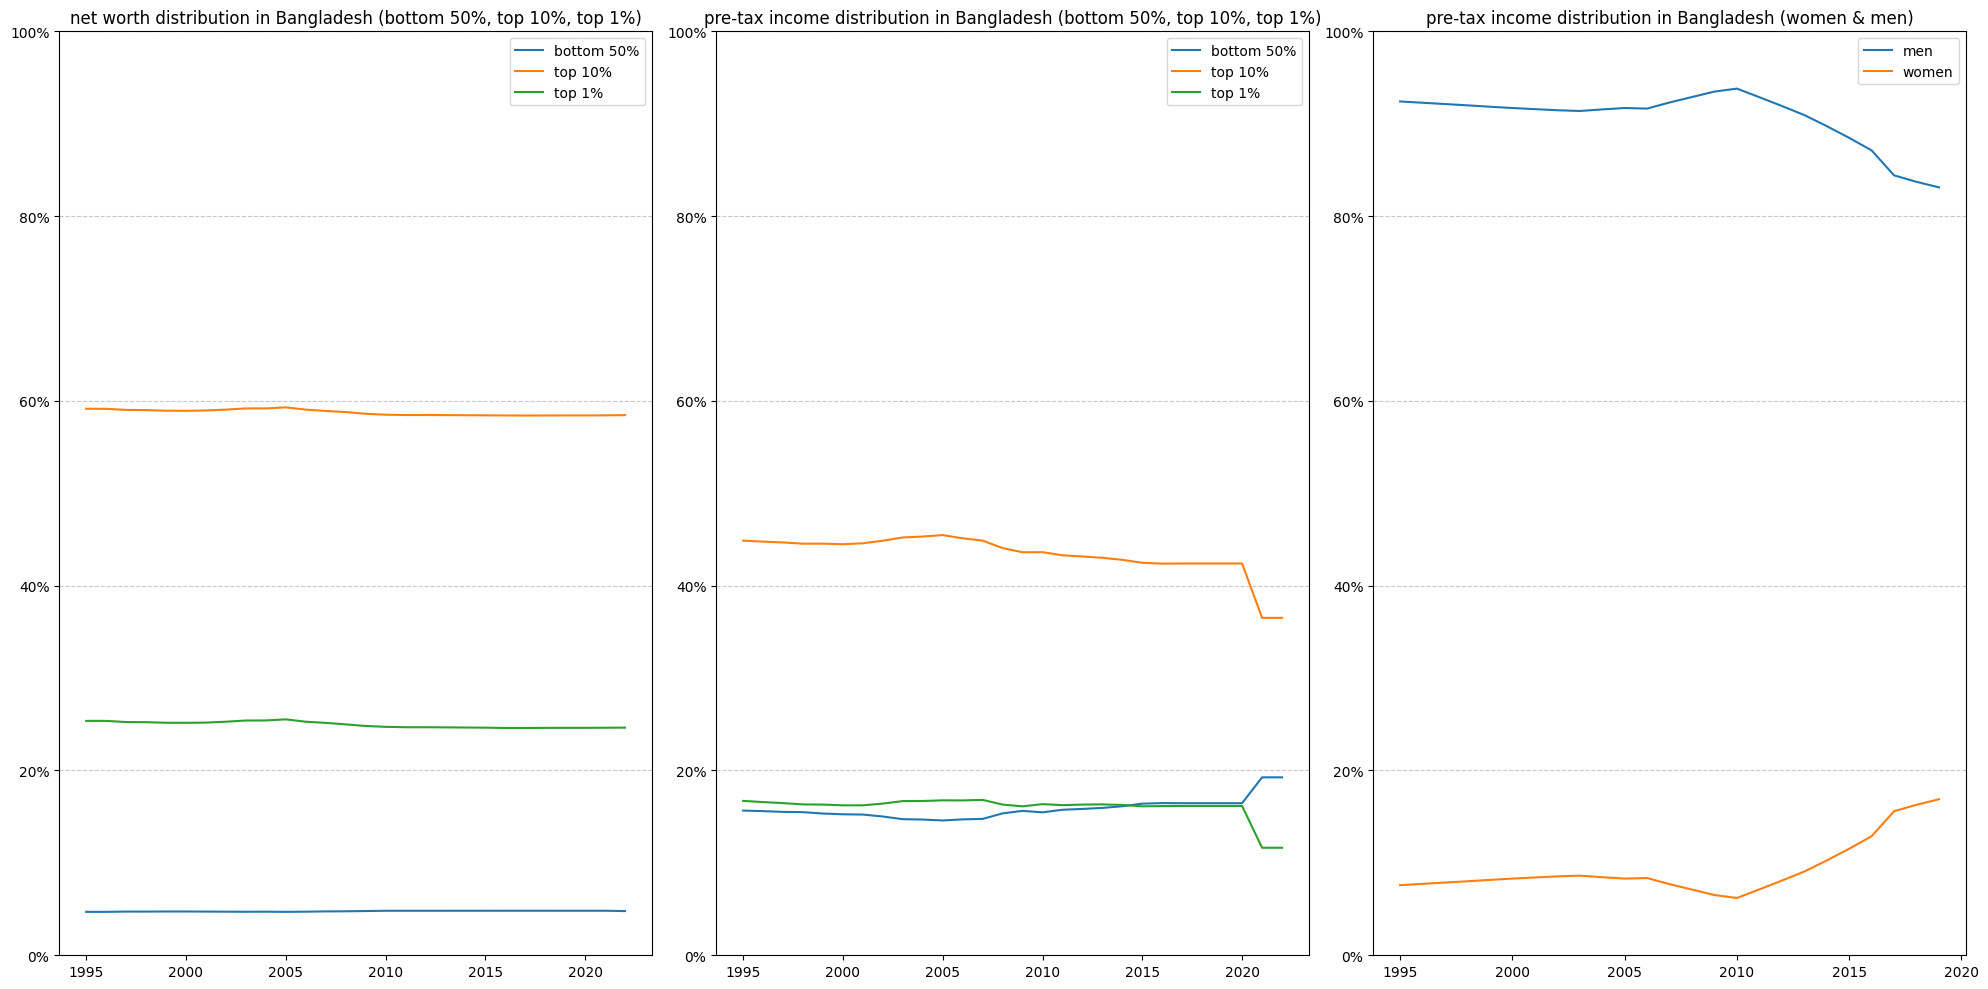 net worth distribution in Bangladesh (bottom 50%, top 10%, top 1%)
100%
80%
60%
40%
20%
0%
1995 2000 2005 2010 2015 2020
bottom 50%
top 10%
top 1%
pre-tax income distribution in Bangladesh (bottom 50%, top 10%, top 1%)
100%
80%
60%
40%
20%
0%
1995 2000 2005 2010 2015 2020
bottom 50%
top 10%
top 1%
pre-tax income distribution in Bangladesh (women & men)
100%
80%
60%
40%
20%
0%
1995 2000 2005 2010 2015 2020
men
women